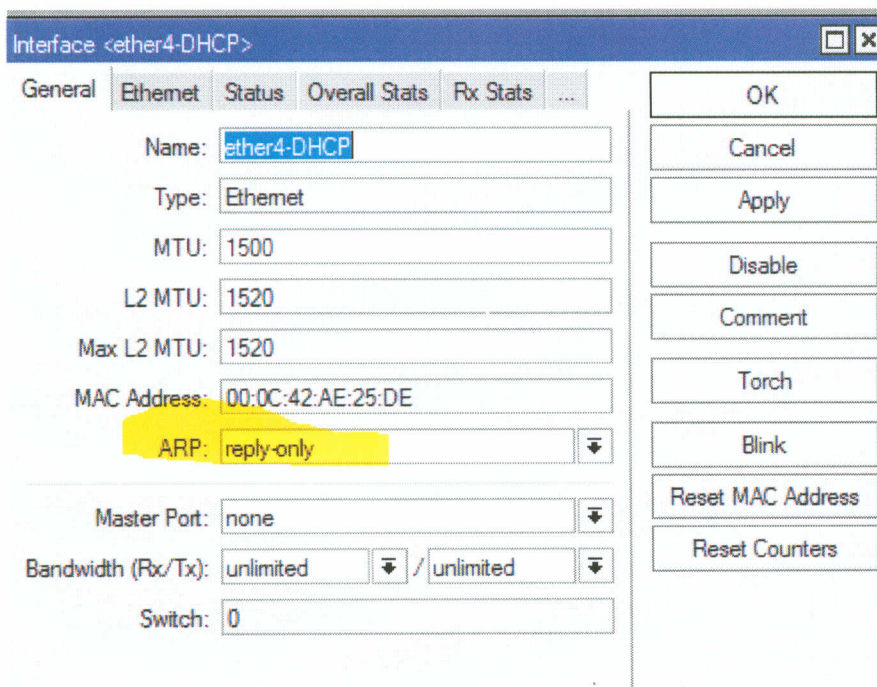 Interface <ether4-DHCP>
General Ethernet Status Overall Stats Rx Stats ...
Name: ether4-DHCP
Type: Ethernet
MTU: 1500
L2 MTU: 1520
Max L2 MTU: 1520
MAC Address: 00:0C:42:AE:25:DE
ARP: reply-only
Master Port: none
Bandwidth (Rx/Tx): unlimited / unlimited
Switch: 0
OK
Cancel
Apply
Disable
Comment
Torch
Blink
Reset MAC Address
Reset Counters